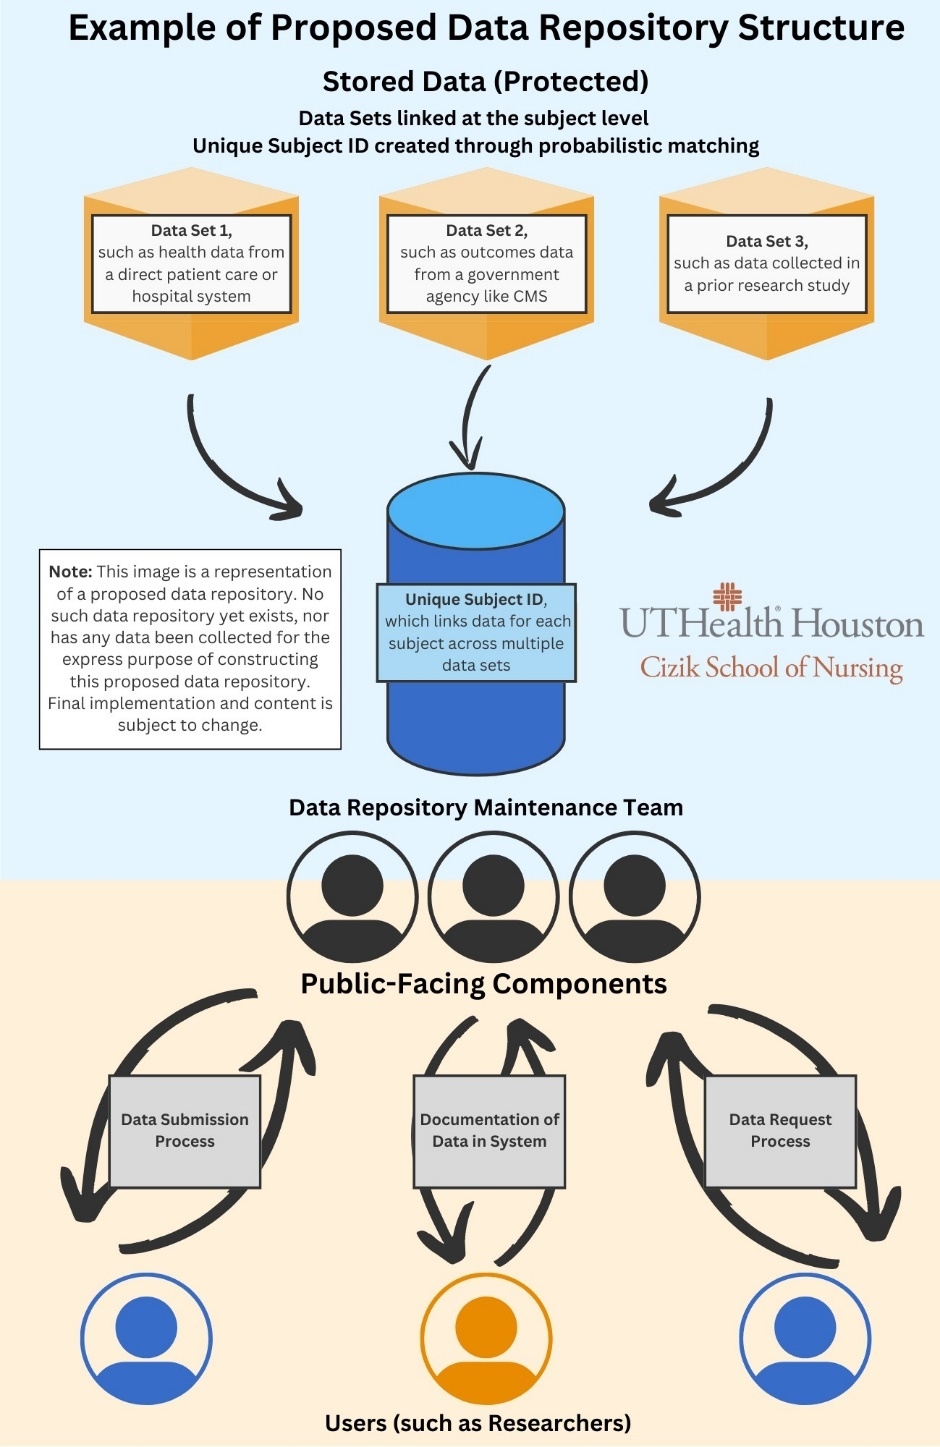 Example of Proposed Data Repository Structure
Stored Data (Protected)
Data Sets linked at the subject level
Unique Subject ID created through probabilistic matching
Data Set 1,
such as health data from
a direct patient care or
hospital system
Data Set 2,
such as outcomes data
from a government
agency like CMS
Data Set 3,
such as data collected in
a prior research study
Note: This image is a representation
of a proposed data repository. No
such data repository yet exists, nor
has any data been collected for the
express purpose of constructing
this proposed data repository.
Final implementation and content is
subject to change.
Unique Subject ID,
which links data for each
subject across multiple
data sets
UTHealth® Houston
Cizik School of Nursing
Data Repository Maintenance Team
Public-Facing Components
Data Submission
Process
Documentation of
Data in System
Data Request
Process
Users (such as Researchers)